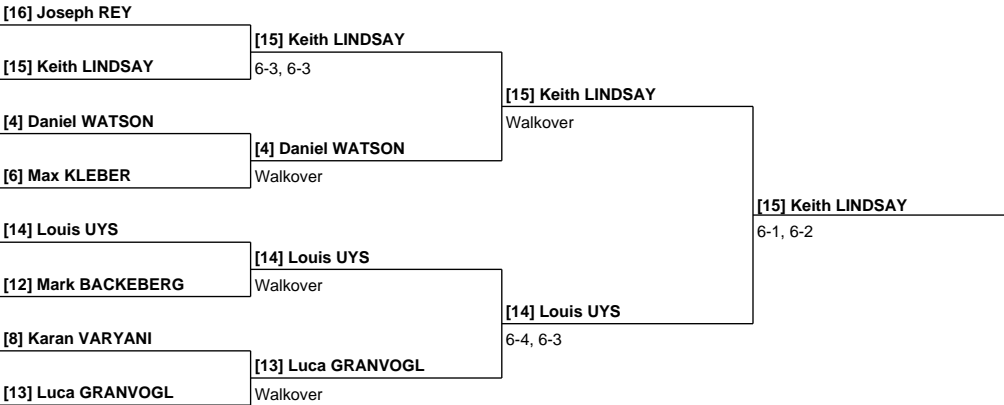 [16] Joseph REY
[15] Keith LINDSAY
[15] Keith LINDSAY
6-3, 6-3
[15] Keith LINDSAY
[4] Daniel WATSON
Walkover
[4] Daniel WATSON
[6] Max KLEBER
Walkover
[15] Keith LINDSAY
[14] Louis UYS
6-1, 6-2
[14] Louis UYS
[12] Mark BACKEBERG
Walkover
[14] Louis UYS
[8] Karan VARYANI
6-4, 6-3
[13] Luca GRANVOGL
[13] Luca GRANVOGL
Walkover